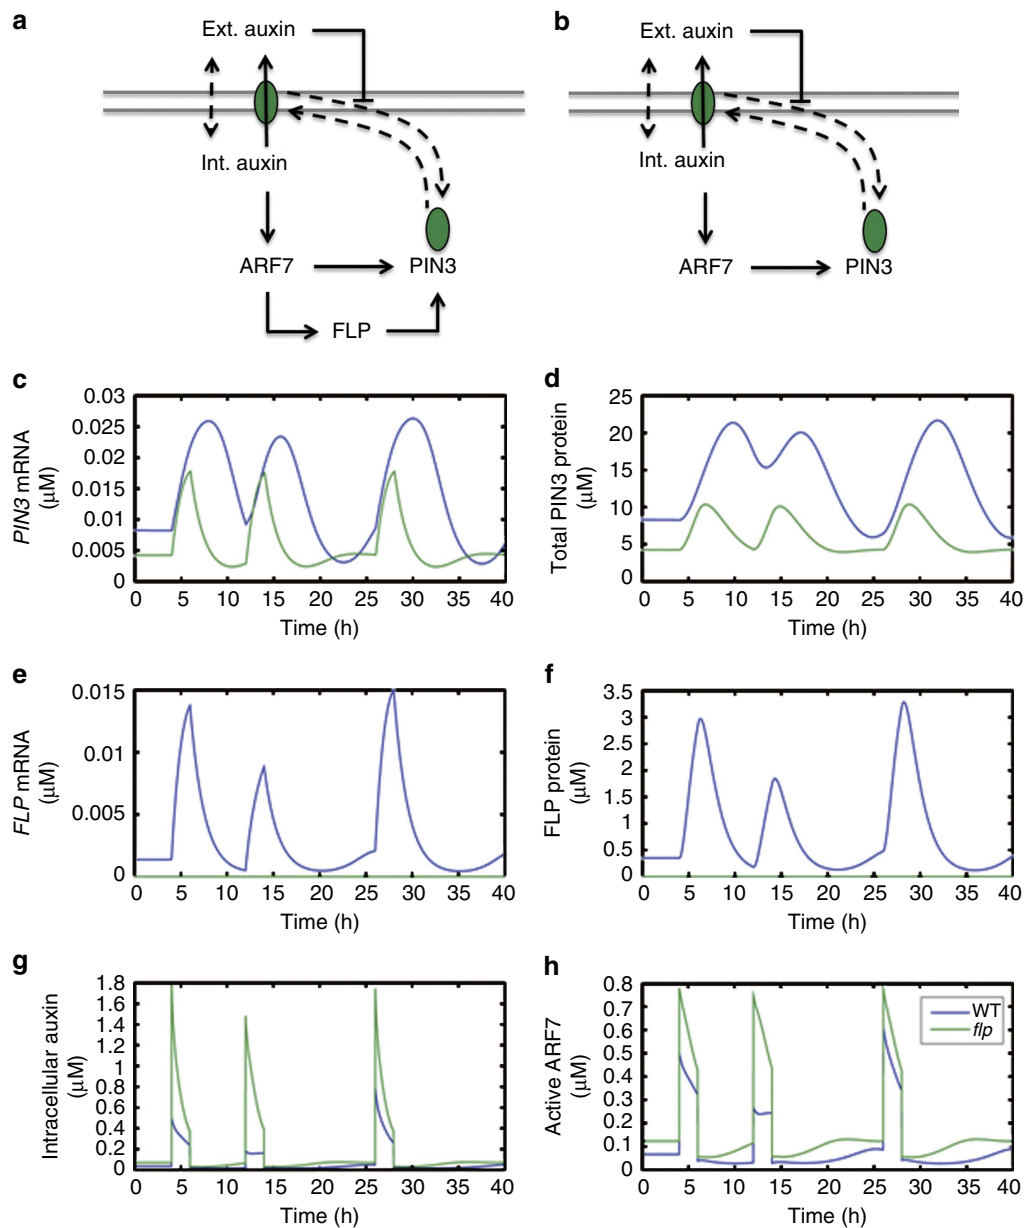 a
Ext. auxin
Int. auxin
ARF7
PIN3
FLP
b
Ext. auxin
Int. auxin
ARF7
PIN3
c
PIN3 mRNA
(μM)
0.03
0.025
0.02
0.015
0.01
0.005
0
0 5 10 15 20 25 30 35 40
Time (h)
d
Total PIN3 protein
(μM)
25
20
15
10
5
0
0 5 10 15 20 25 30 35 40
Time (h)
e
FLP mRNA
(μM)
0.015
0.01
0.005
0
0 5 10 15 20 25 30 35 40
Time (h)
f
FLP protein
(μM)
3.5
3
2.5
2
1.5
1
0.5
0
0 5 10 15 20 25 30 35 40
Time (h)
g
Intracellular auxin
(μM)
1.8
1.6
1.4
1.2
1
0.8
0.6
0.4
0.2
0
0 5 10 15 20 25 30 35 40
Time (h)
h
Active ARF7
(μM)
0.8
0.7
0.6
0.5
0.4
0.3
0.2
0.1
0
WT
flp
0 5 10 15 20 25 30 35 40
Time (h)